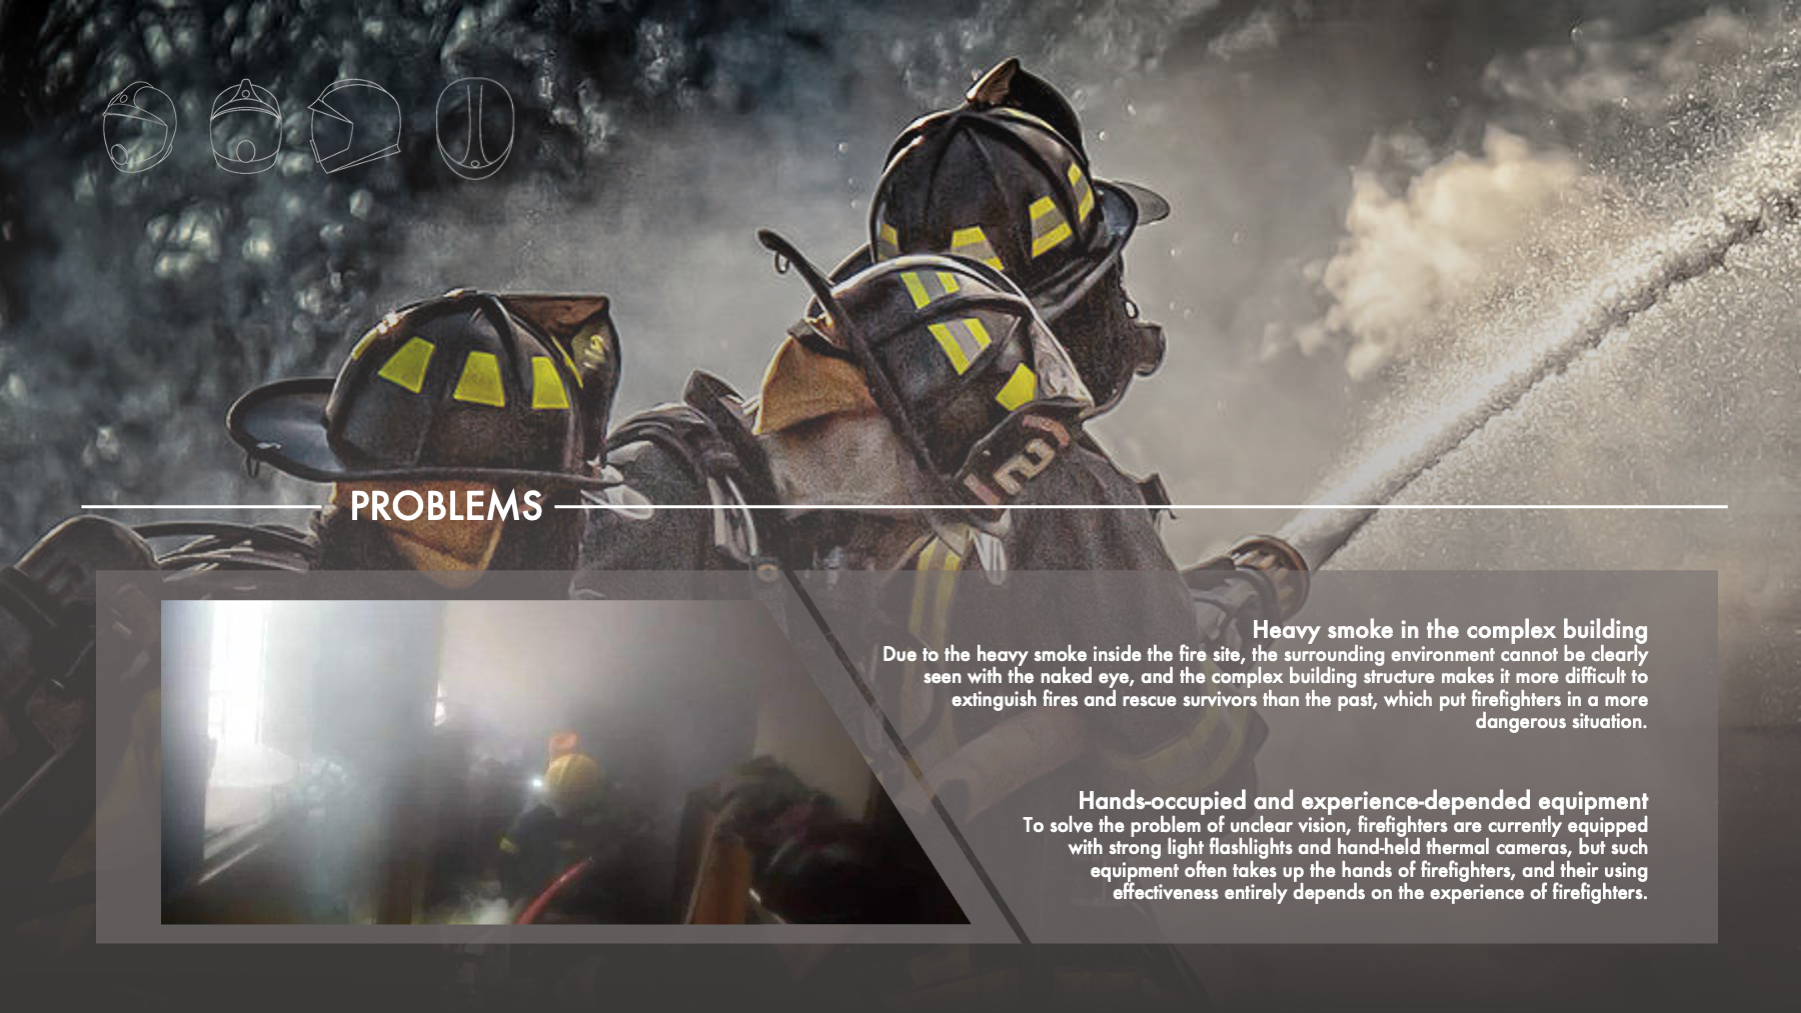 121
PROBLEMS
Heavy smoke in the complex building
Due to the heavy smoke inside the fire site, the surrounding environment cannot be clearly
seen with the naked eye, and the complex building structure makes it more difficult to
extinguish fires and rescue survivors than the past, which put firefighters in a more
dangerous situation.
Hands-occupied and experience-depended equipment
To solve the problem of unclear vision, firefighters are currently equipped
with strong light flashlights and hand-held thermal cameras, but such
equipment often takes up the hands of firefighters, and their using
effectiveness entirely depends on the experience of firefighters.